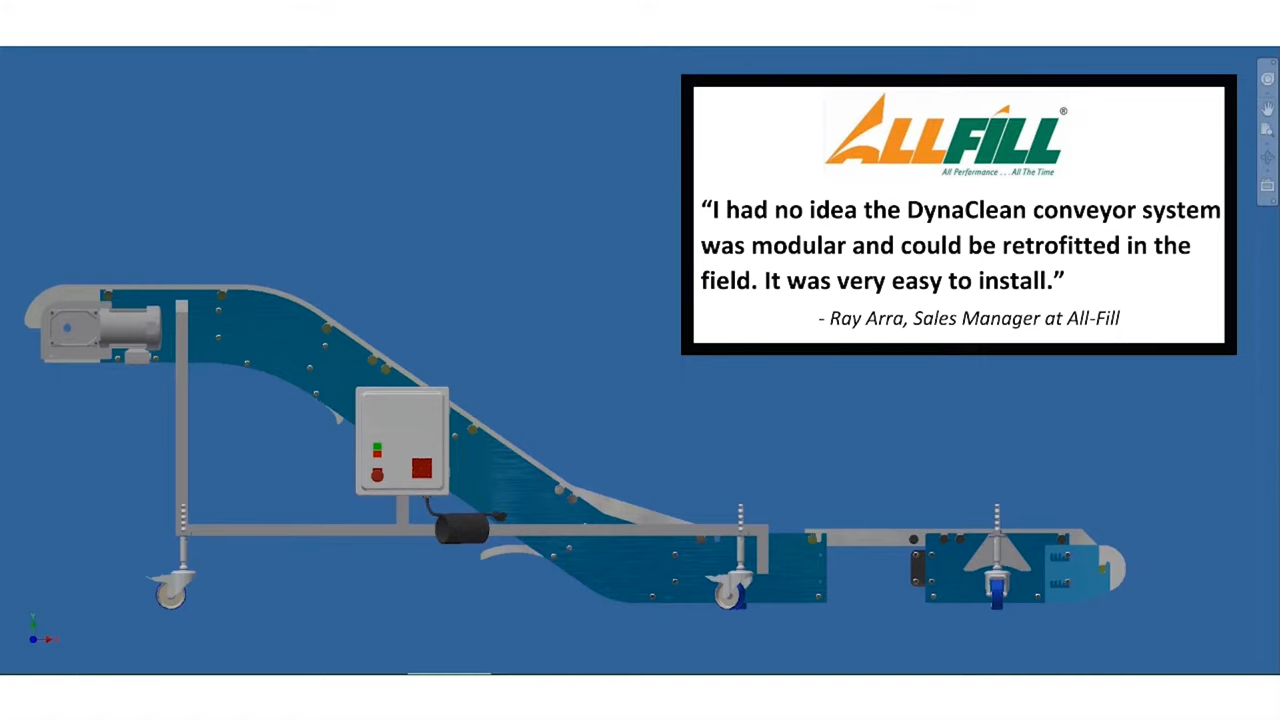 ALLFILL®
All Performance . . . All The Time
“I had no idea the DynaClean conveyor system
was modular and could be retrofitted in the
field. It was very easy to install.”
- Ray Arra, Sales Manager at All-Fill